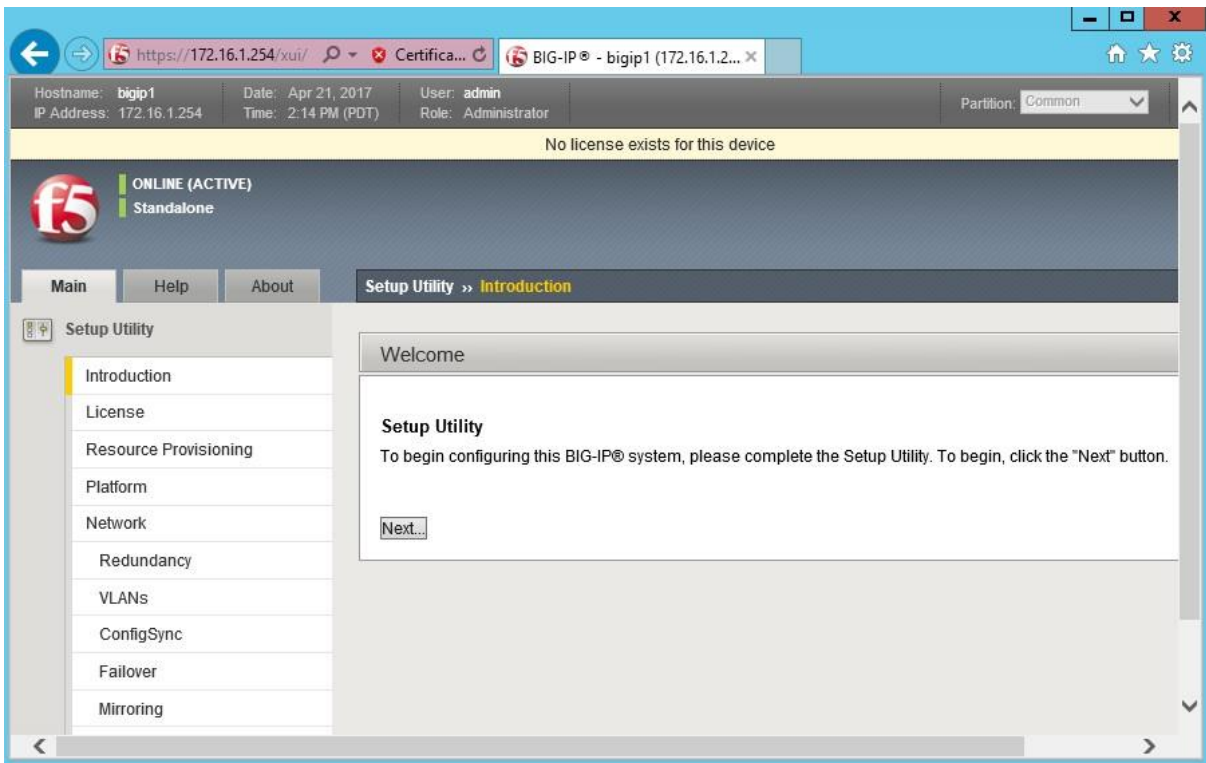 https://172.16.1.254/xui/ Certifica... BIG-IP® - bigip1 (172.16.1.2...
Hostname: bigip1 Date: Apr 21, 2017 User: admin
IP Address: 172.16.1.254 Time: 2:14 PM (PDT) Role: Administrator
Partition: Common
No license exists for this device
f5
ONLINE (ACTIVE)
Standalone
Main Help About
Setup Utility ›› Introduction
Setup Utility
Introduction
License
Resource Provisioning
Platform
Network
Redundancy
VLANs
ConfigSync
Failover
Mirroring
Welcome
Setup Utility
To begin configuring this BIG-IP® system, please complete the Setup Utility. To begin, click the "Next" button.
Next...